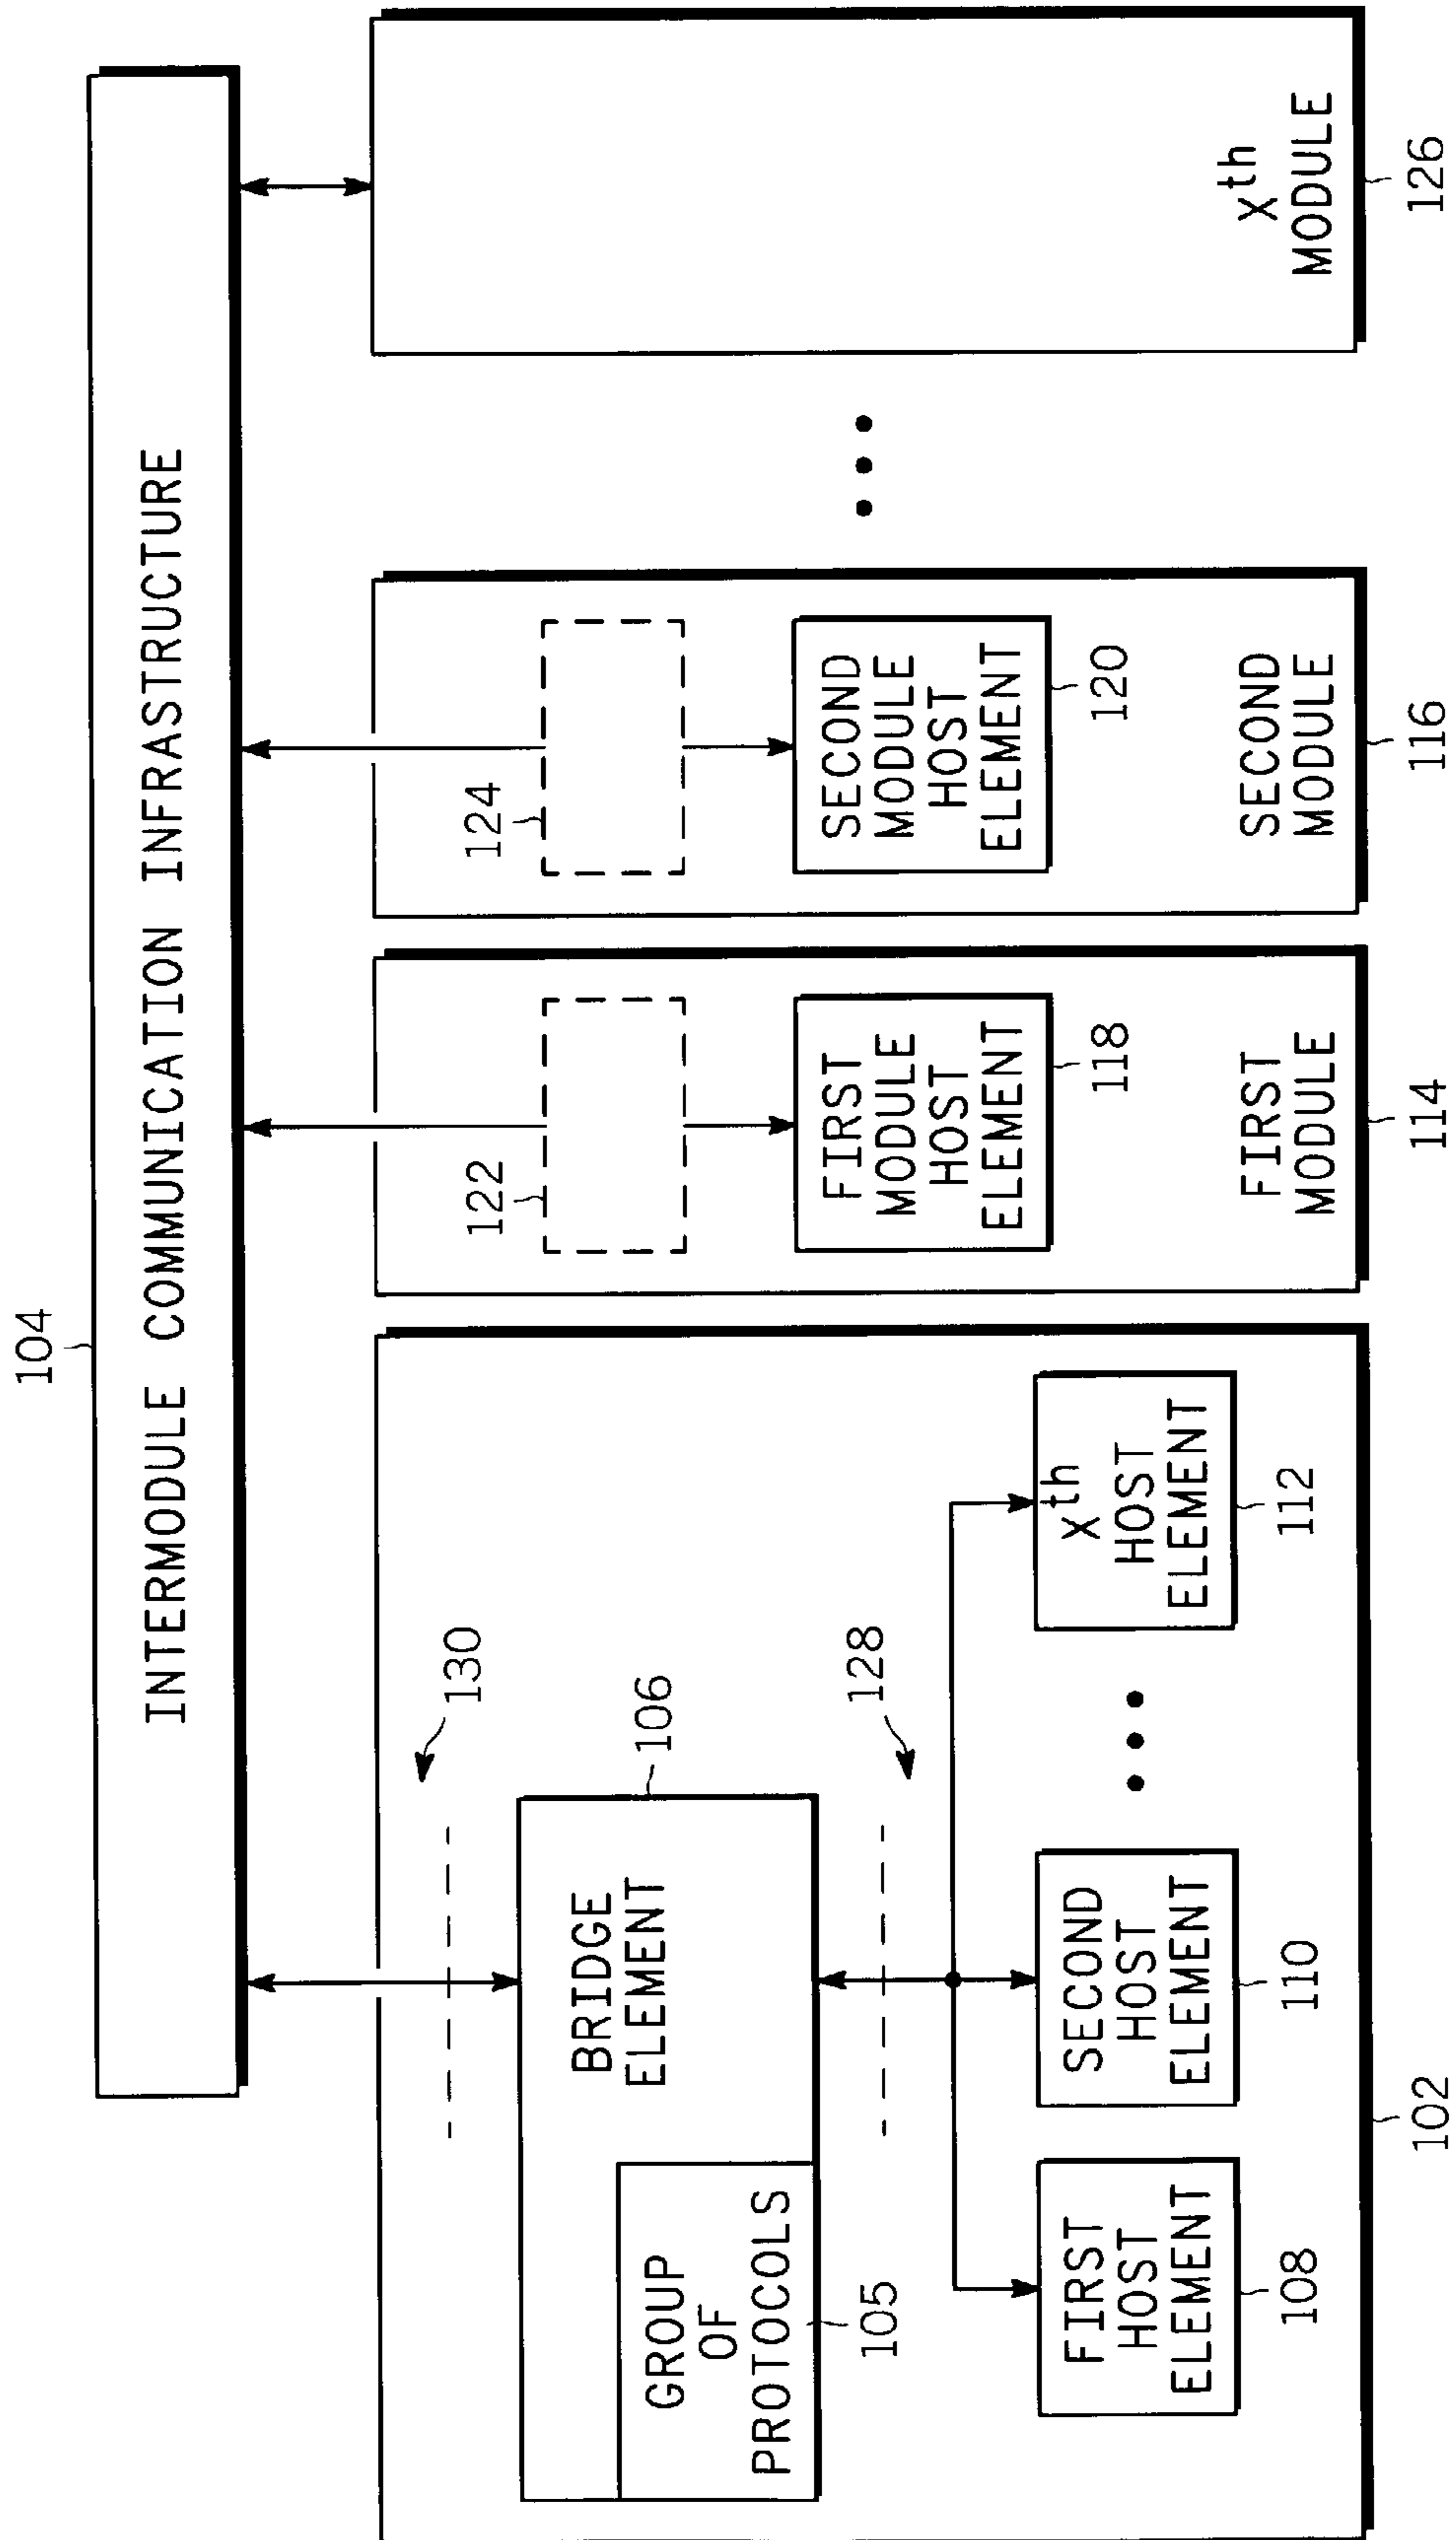 104
INTERMODULE COMMUNICATION INFRASTRUCTURE
130
106
BRIDGE
ELEMENT
GROUP
OF
PROTOCOLS
105
128
FIRST
HOST
ELEMENT
108
SECOND
HOST
ELEMENT
110
Xth
HOST
ELEMENT
112
102
122
FIRST
MODULE
HOST
ELEMENT
118
FIRST
MODULE
114
124
SECOND
MODULE
HOST
ELEMENT
120
SECOND
MODULE
116
Xth
MODULE
126